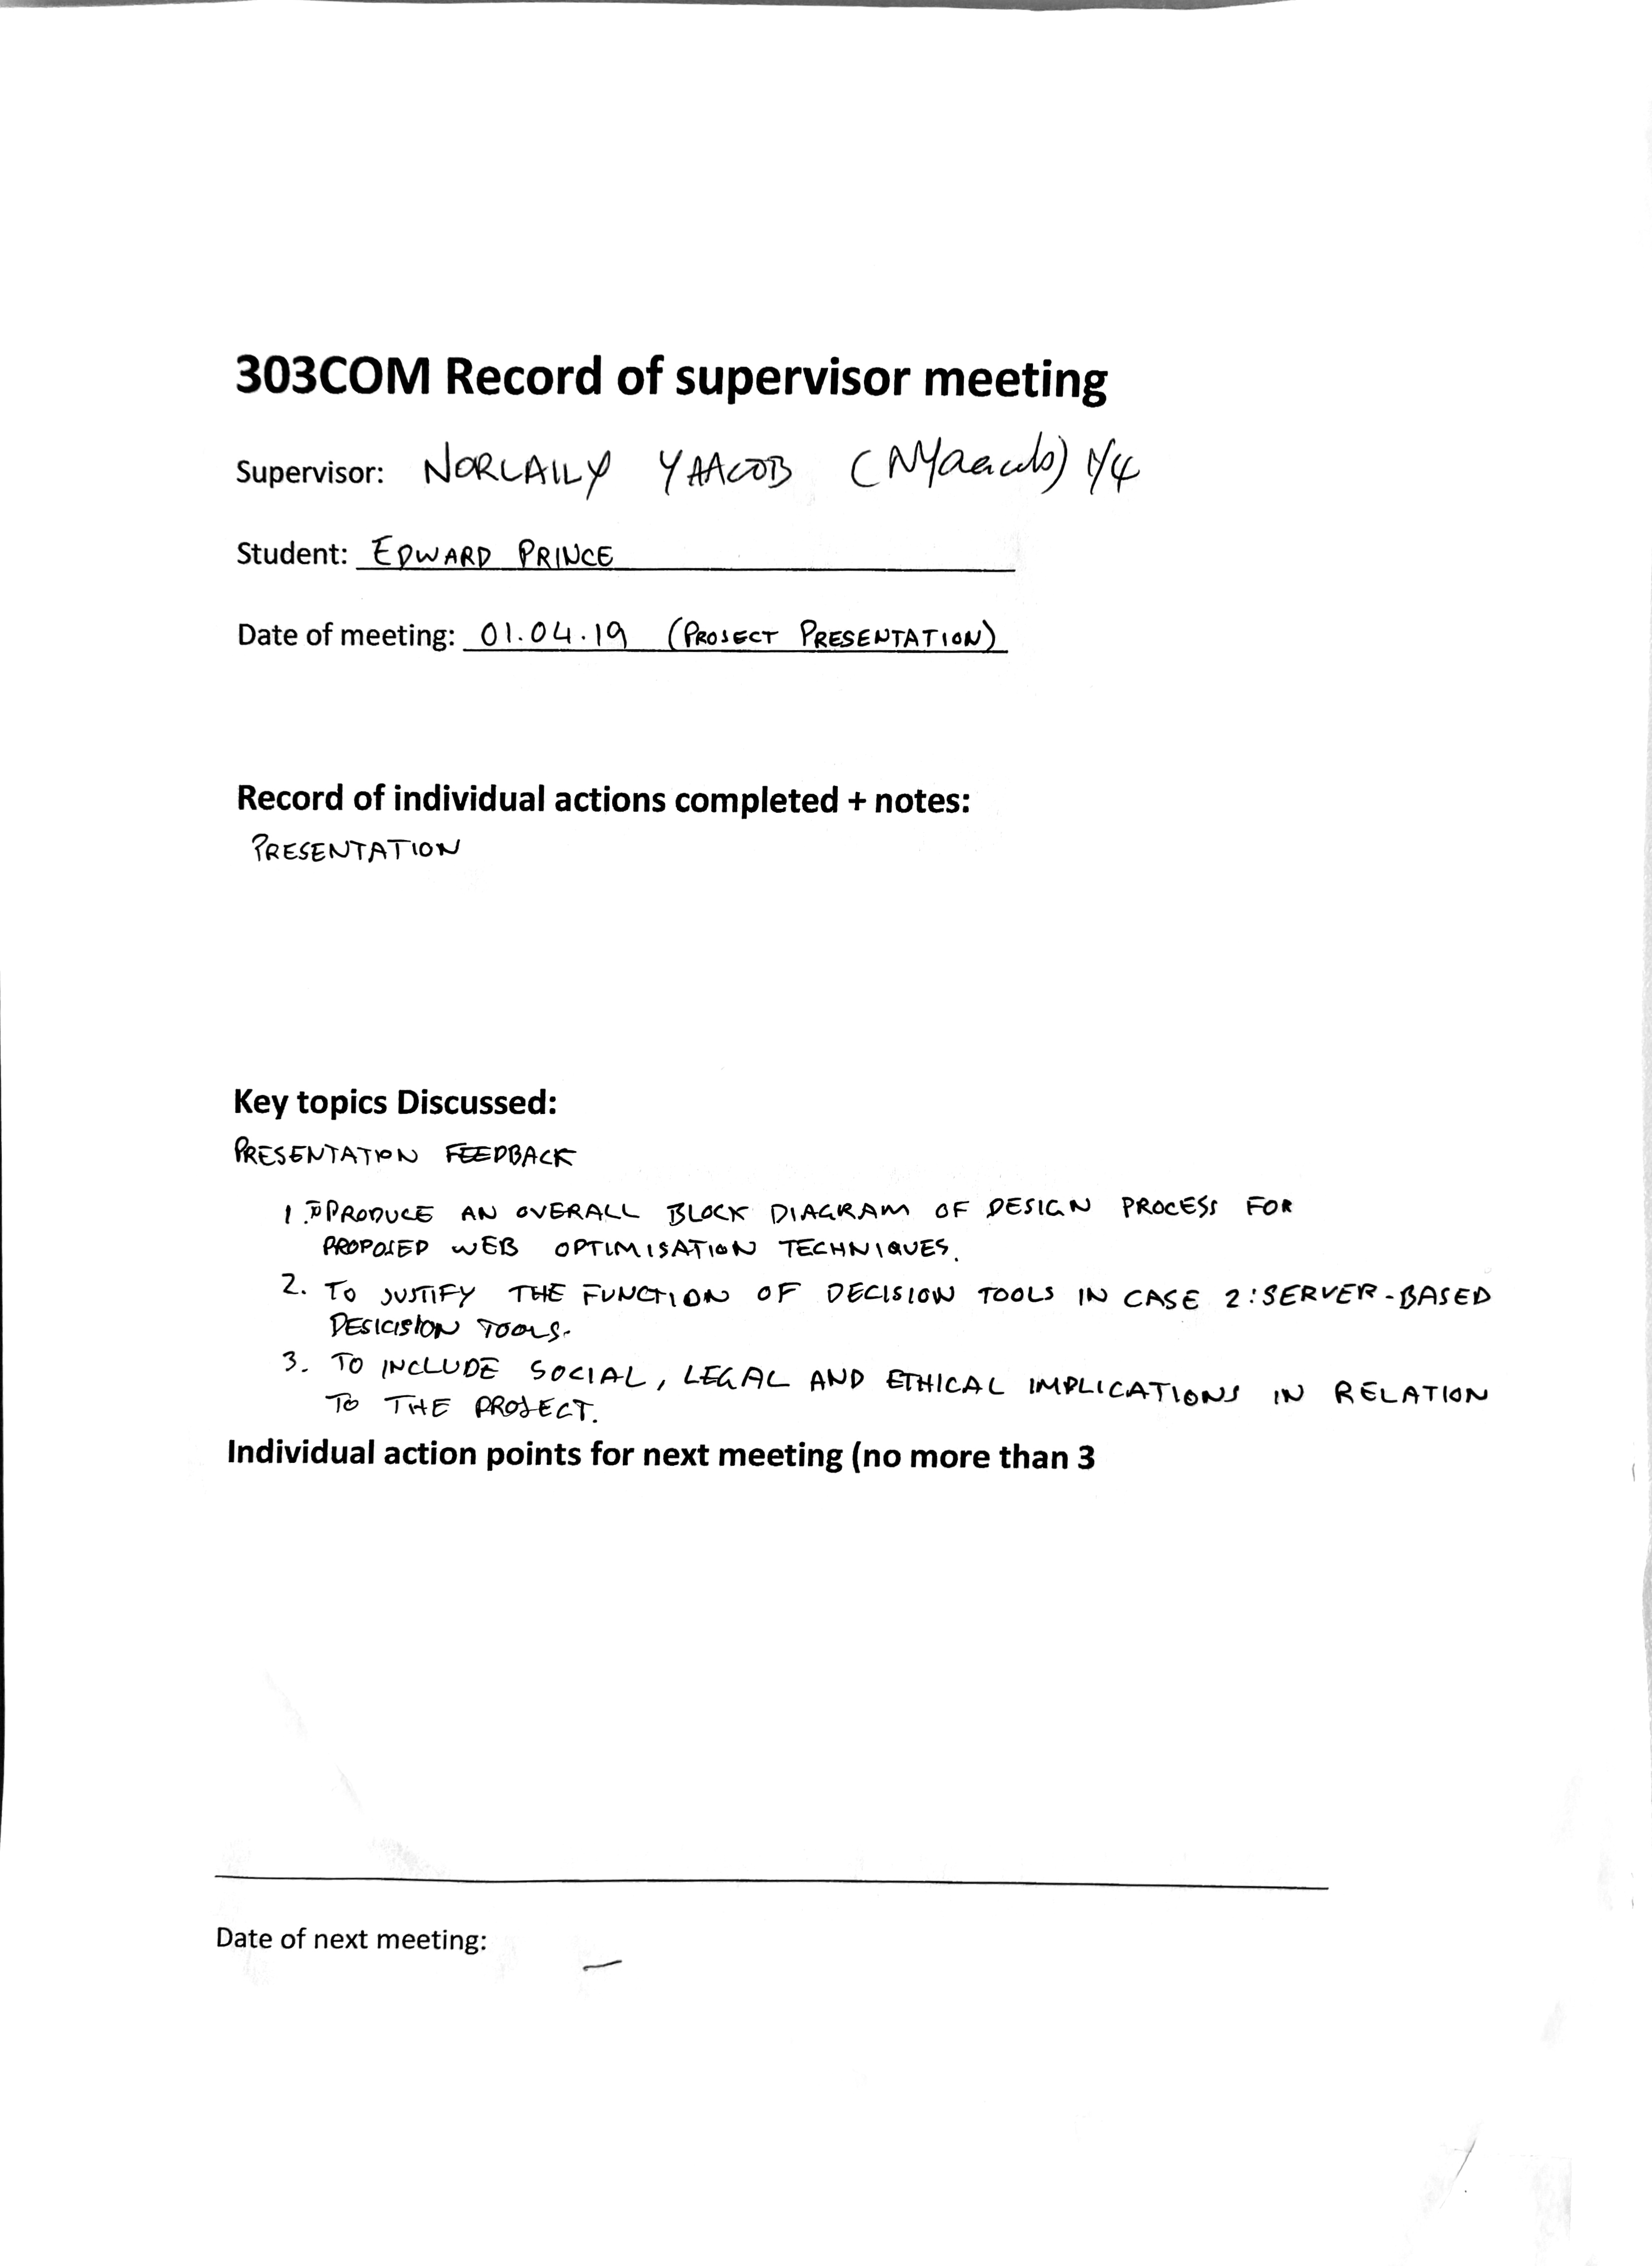 303COM Record of supervisor meeting
Supervisor: NORLAILY YAACOB (NYaacob) 1/4
Student: EDWARD PRINCE
Date of meeting: 01.04.19 (PROJECT PRESENTATION)
Record of individual actions completed + notes:
PRESENTATION
Key topics Discussed:
PRESENTATION FEEDBACK
1. TO PRODUCE AN OVERALL BLOCK DIAGRAM OF DESIGN PROCESS FOR
PROPOSED WEB OPTIMISATION TECHNIQUES.
2. TO JUSTIFY THE FUNCTION OF DECISION TOOLS IN CASE 2: SERVER-BASED
DESICISION TOOLS.
3. TO INCLUDE SOCIAL, LEGAL AND ETHICAL IMPLICATIONS IN RELATION
TO THE PROJECT.
Individual action points for next meeting (no more than 3
Date of next meeting: –